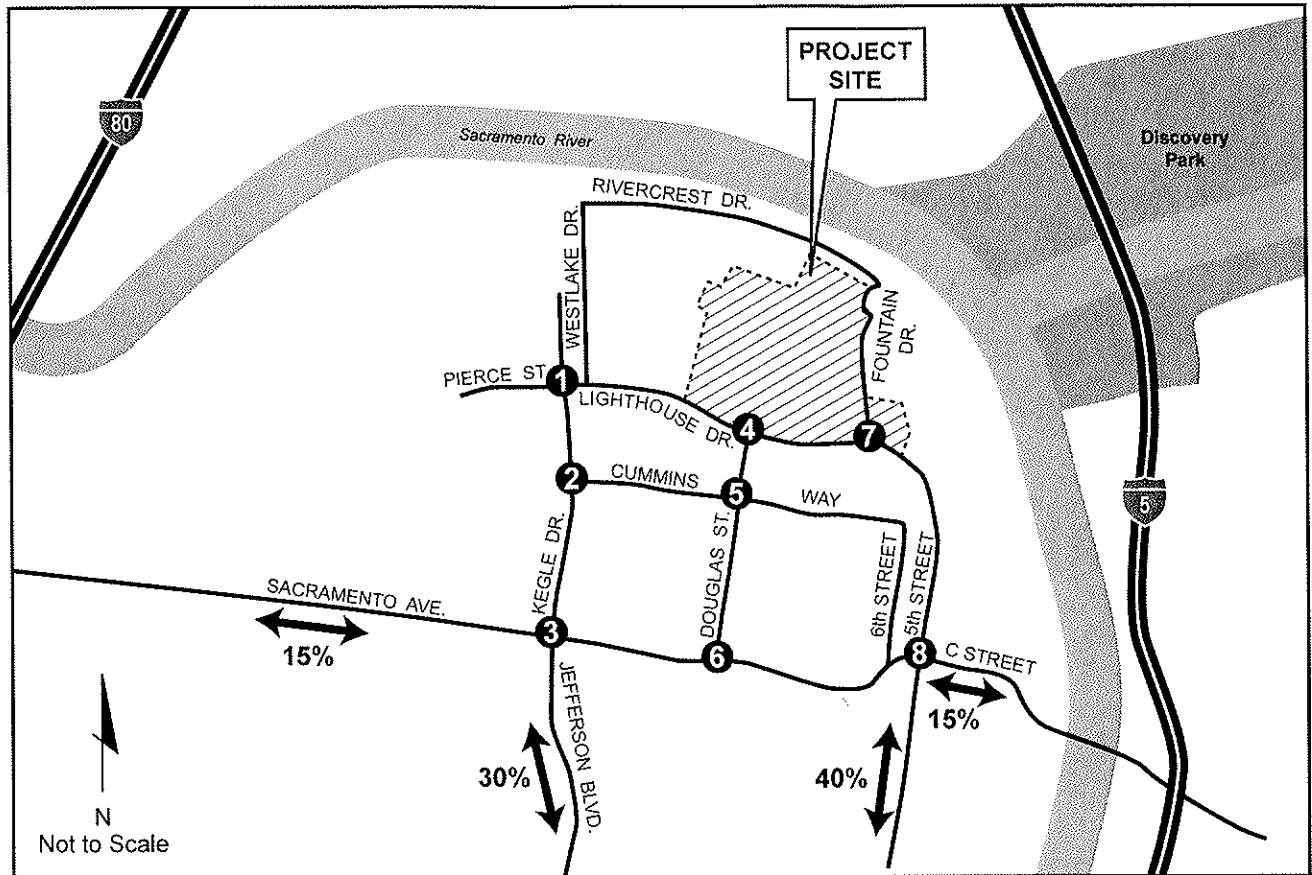 PROJECT
SITE
80
Sacramento River
Discovery
Park
RIVERCREST DR.
WESTLAKE DR.
FOUNTAIN
DR.
PIERCE ST.
1
LIGHTHOUSE DR.
4
7
2
CUMMINS
5
WAY
5
KEGLE DR.
DOUGLAS ST.
6th STREET
5th STREET
SACRAMENTO AVE.
15%
3
6
8
C STREET
15%
JEFFERSON BLVD.
30%
40%
N
Not to Scale